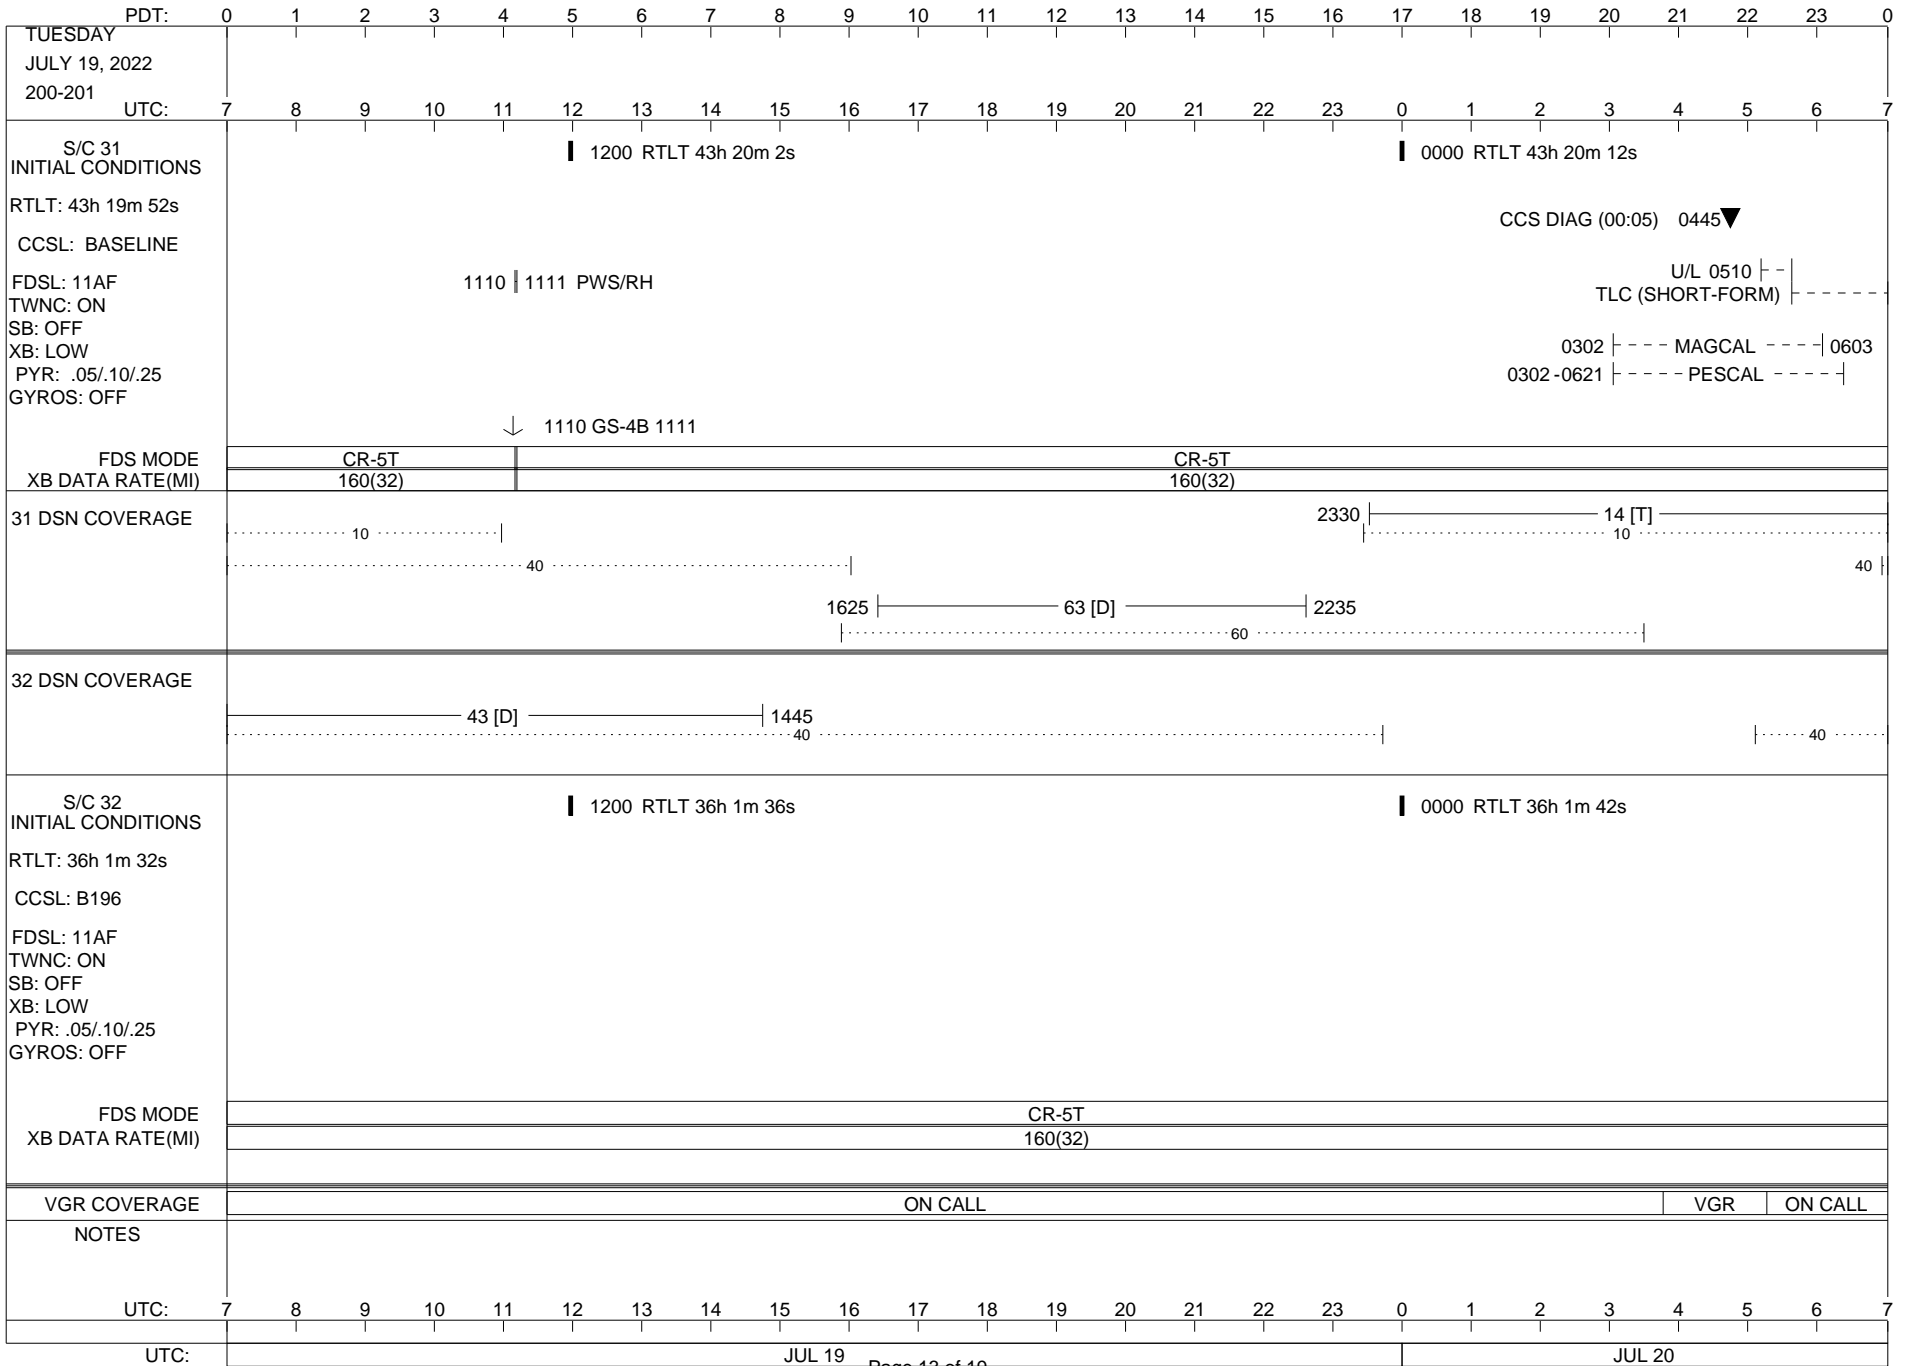 PDT: 0 1 2 3 4 5 6 7 8 9 10 11 12 13 14 15 16 17 18 19 20 21 22 23 0
TUESDAY
JULY 19, 2022
200-201
UTC: 7 8 9 10 11 12 13 14 15 16 17 18 19 20 21 22 23 0 1 2 3 4 5 6 7
S/C 31
INITIAL CONDITIONS
1200 RTLT 43h 20m 2s
0000 RTLT 43h 20m 12s
RTLT: 43h 19m 52s
CCS DIAG (00:05) 0445
CCSL: BASELINE
U/L 0510
FDSL: 11AF
1110 1111 PWS/RH
TLC (SHORT-FORM)
TWNC: ON
SB: OFF
XB: LOW
0302 MAGCAL 0603
PYR: .05/.10/.25
0302-0621 PESCAL
GYROS: OFF
1110 GS-4B 1111
FDS MODE CR-5T CR-5T
XB DATA RATE(MI) 160(32) 160(32)
31 DSN COVERAGE
2330 14 [T]
10 10
40 40
1625 63 [D] 2235
60
32 DSN COVERAGE
43 [D] 1445
40 40
S/C 32
INITIAL CONDITIONS
1200 RTLT 36h 1m 36s
0000 RTLT 36h 1m 42s
RTLT: 36h 1m 32s
CCSL: B196
FDSL: 11AF
TWNC: ON
SB: OFF
XB: LOW
PYR: .05/.10/.25
GYROS: OFF
FDS MODE CR-5T
XB DATA RATE(MI) 160(32)
VGR COVERAGE ON CALL VGR ON CALL
NOTES
UTC: 7 8 9 10 11 12 13 14 15 16 17 18 19 20 21 22 23 0 1 2 3 4 5 6 7
UTC: JUL 19 JUL 20